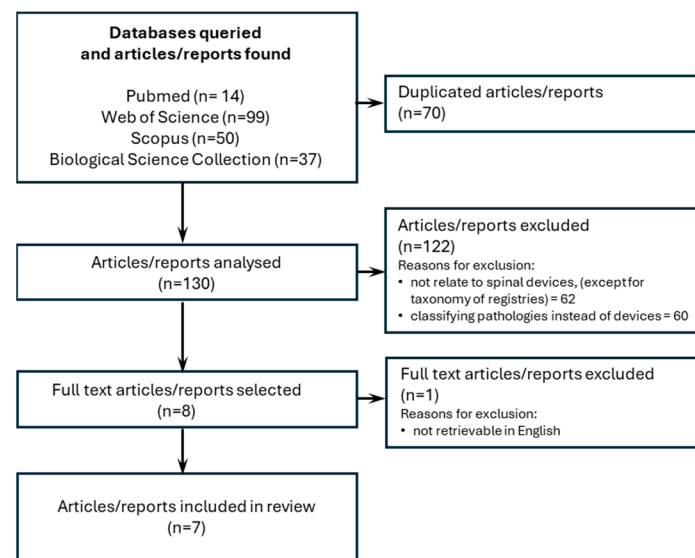 Databases queried
and articles/reports found
Pubmed (n= 14)
Web of Science (n=99)
Scopus (n=50)
Biological Science Collection (n=37)
Duplicated articles/reports
(n=70)
Articles/reports analysed
(n=130)
Articles/reports excluded
(n=122)
Reasons for exclusion:
• not relate to spinal devices, (except for
taxonomy of registries) = 62
• classifying pathologies instead of devices = 60
Full text articles/reports selected
(n=8)
Full text articles/reports excluded
(n=1)
Reasons for exclusion:
• not retrievable in English
Articles/reports included in review
(n=7)